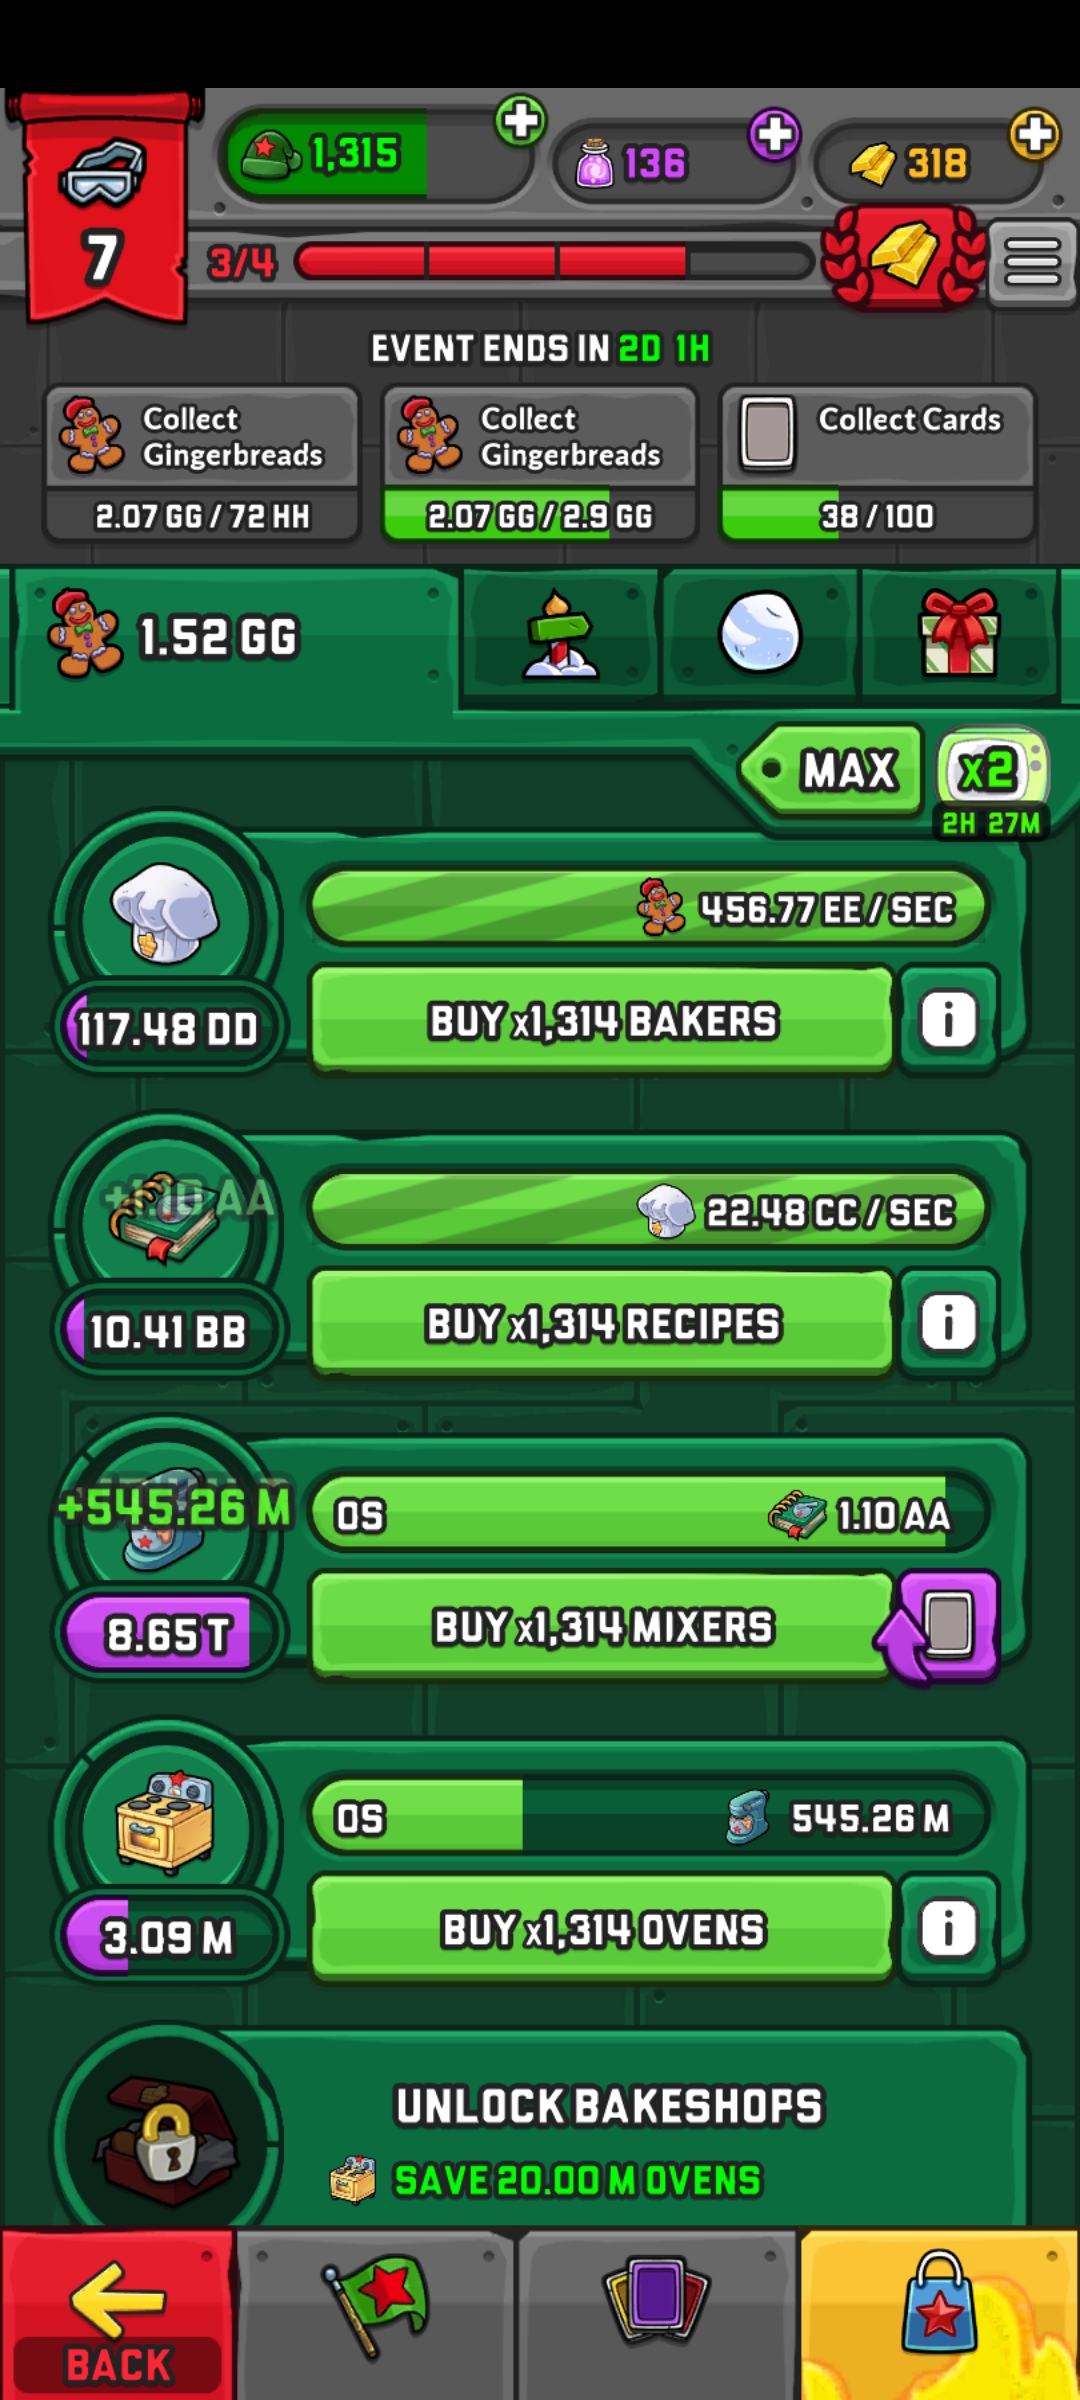 1,315
136
318
7
3/4
EVENT ENDS IN 2D 1H
Collect
Gingerbreads
2.07 GG / 72 HH
Collect
Gingerbreads
2.07 GG / 2.9 GG
Collect Cards
38 / 100
1.52 GG
MAX
x2
2H 27M
456.77 EE / SEC
117.48 DD
BUY x1,314 BAKERS
i
+1.10 AA
22.48 CC / SEC
10.41 BB
BUY x1,314 RECIPES
i
+545.26 M
0S
1.10 AA
8.65 T
BUY x1,314 MIXERS
0S
545.26 M
3.09 M
BUY x1,314 OVENS
i
UNLOCK BAKESHOPS
SAVE 20.00 M OVENS
BACK